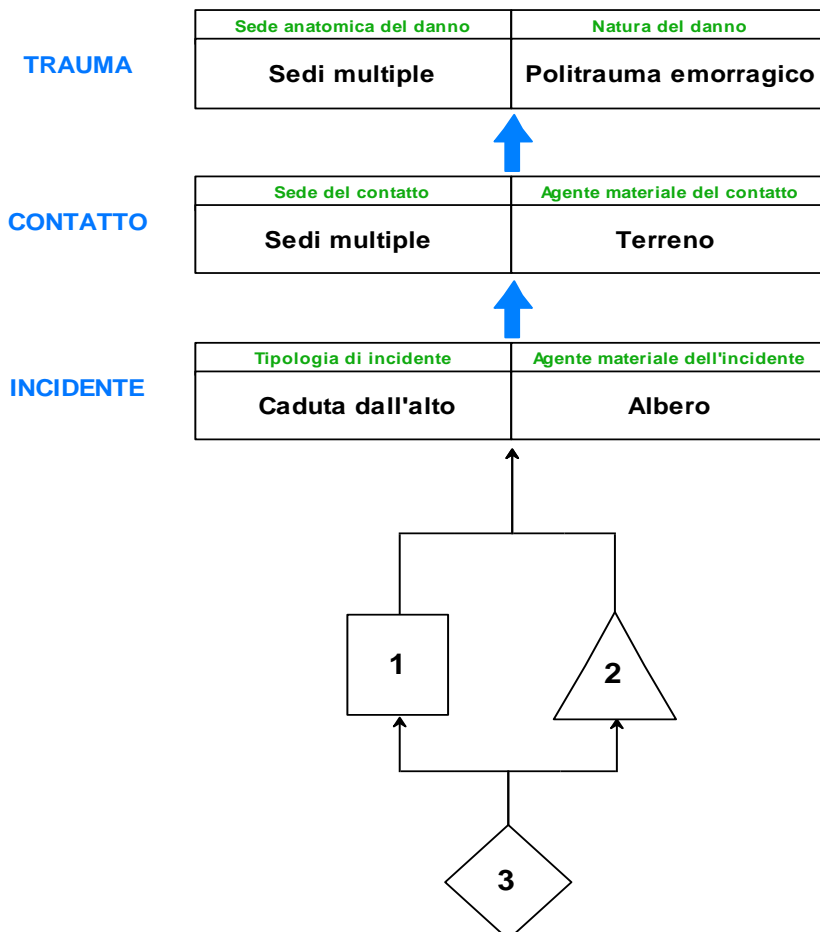 Sede anatomica del danno
Natura del danno
TRAUMA
Sedi multiple
Politrauma emorragico
Sede del contatto
Agente materiale del contatto
CONTATTO
Sedi multiple
Terreno
Tipologia di incidente
Agente materiale dell'incidente
INCIDENTE
Caduta dall'alto
Albero
1
2
3